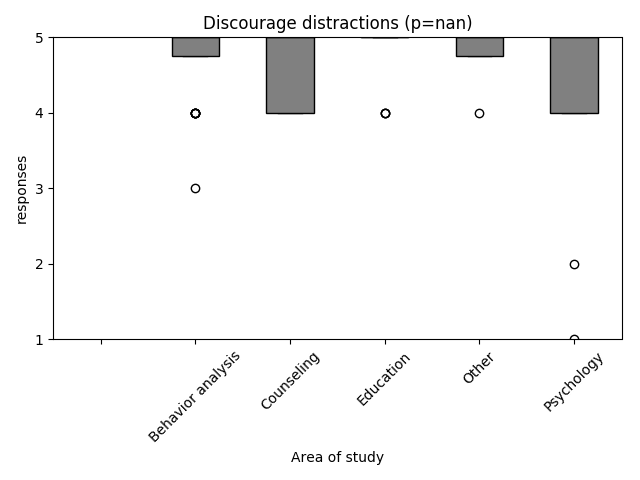 Discourage distractions (p=nan)
5
4
3
2
1
responses
Behavior analysis
Counseling
Education
Other
Psychology
Area of study